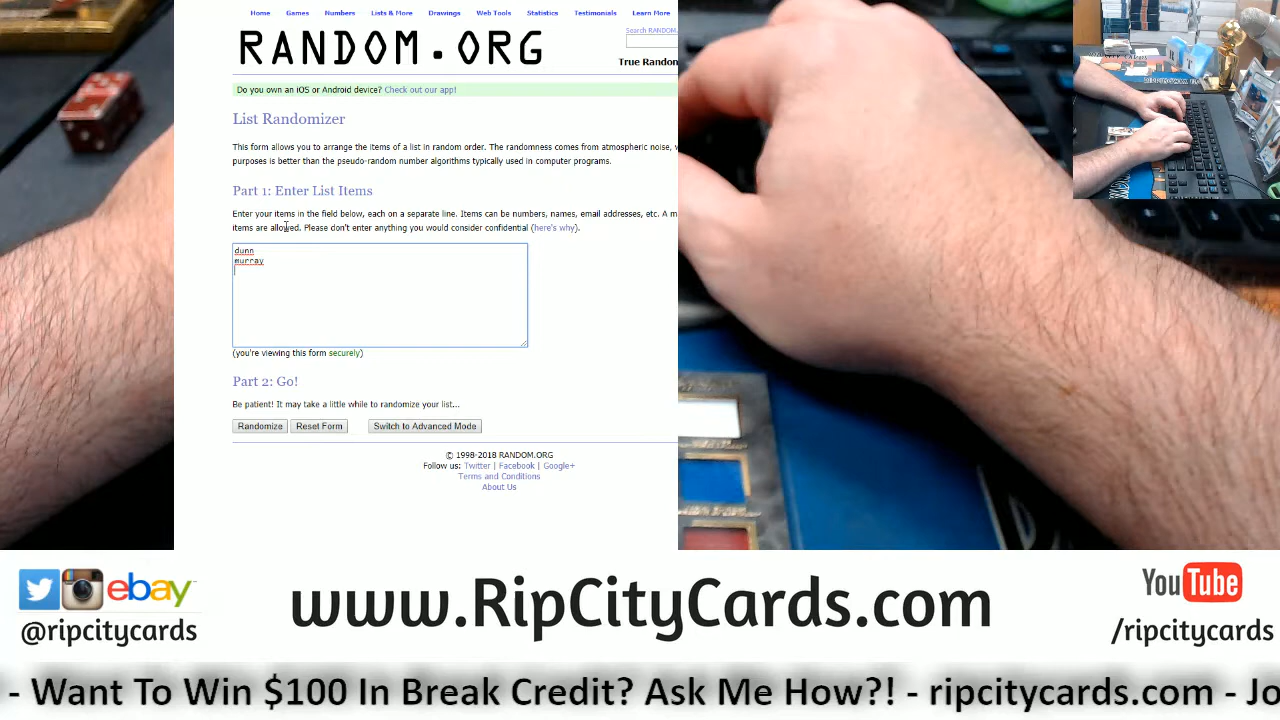 Home Games Numbers Lists & More Drawings Web Tools Statistics Testimonials Learn More
RANDOM.ORG
Search RANDOM.
True Random
Do you own an iOS or Android device? Check out our app!
List Randomizer
This form allows you to arrange the items of a list in random order. The randomness comes from atmospheric noise,
purposes is better than the pseudo-random number algorithms typically used in computer programs.
Part 1: Enter List Items
Enter your items in the field below, each on a separate line. Items can be numbers, names, email addresses, etc. A m
items are allowed. Please don't enter anything you would consider confidential (here's why).
dunn
murray
(you're viewing this form securely)
Part 2: Go!
Be patient! It may take a little while to randomize your list...
Randomize Reset Form Switch to Advanced Mode
© 1998-2018 RANDOM.ORG
Follow us: Twitter | Facebook | Google+
Terms and Conditions
About Us
ebay
@ripcitycards
www.RipCityCards.com
YouTube
/ripcitycards
- Want To Win $100 In Break Credit? Ask Me How?! - ripcitycards.com - Jo